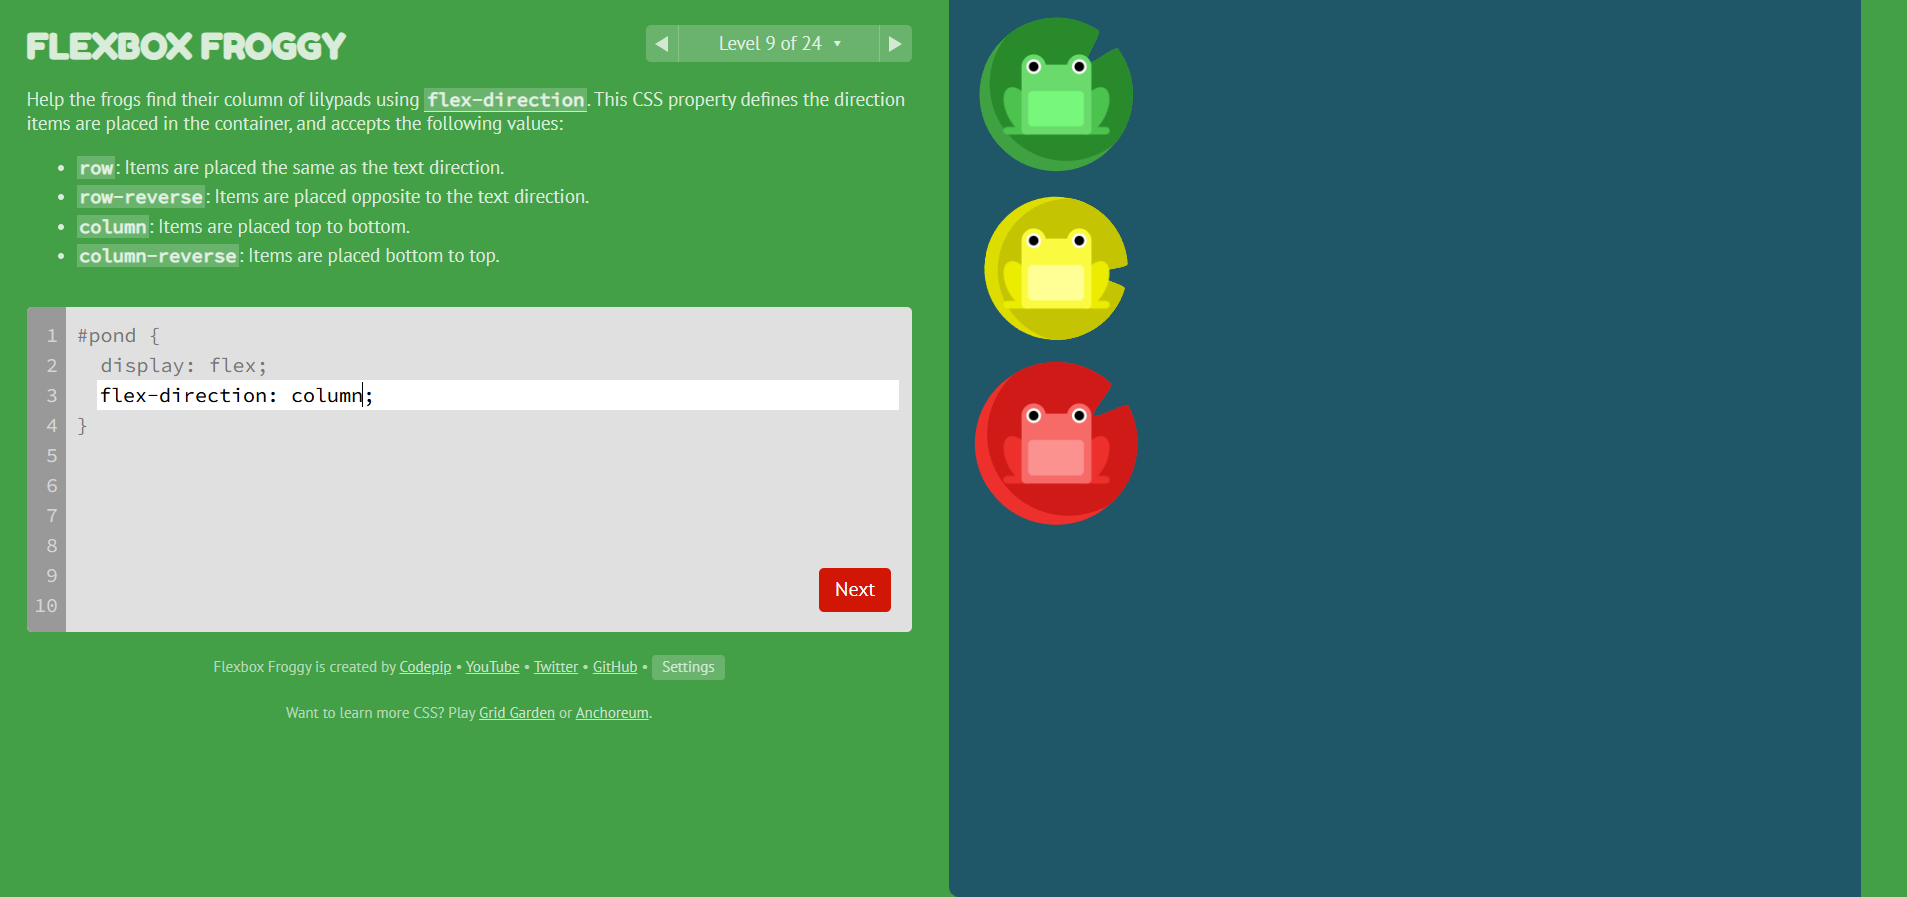 FLEXBOX FROGGY
Level 9 of 24
Help the frogs find their column of lilypads using flex-direction. This CSS property defines the direction
items are placed in the container, and accepts the following values:
• row: Items are placed the same as the text direction.
• row-reverse: Items are placed opposite to the text direction.
• column: Items are placed top to bottom.
• column-reverse: Items are placed bottom to top.
1 #pond {
2 display: flex;
3 flex-direction: column;
4 }
5
6
7
8
9
10
Next
Flexbox Froggy is created by Codepip • YouTube • Twitter • GitHub • Settings
Want to learn more CSS? Play Grid Garden or Anchoreum.